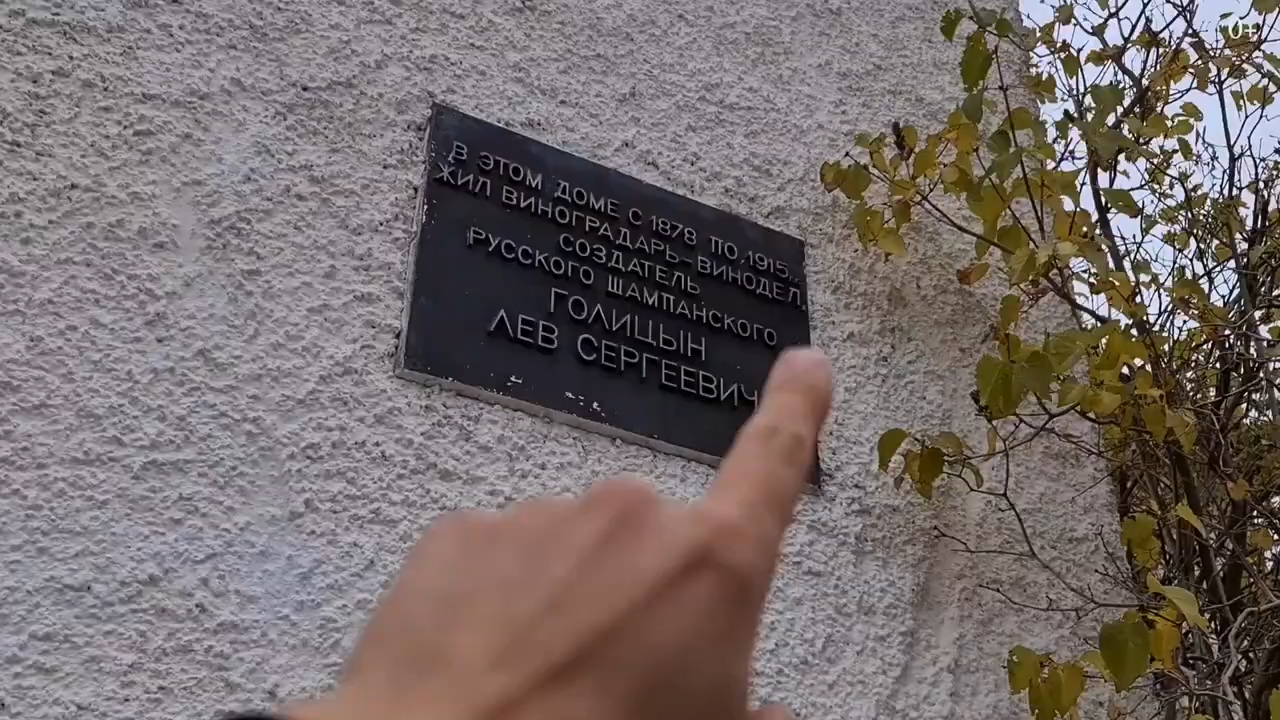 В ЭТОМ ДОМЕ С 1878 ПО 1915..
ЖИЛ ВИНОГРАДАРЬ-ВИНОДЕЛ,
СОЗДАТЕЛЬ
РУССКОГО ШАМПАНСКОГО
ГОЛИЦЫН
ЛЕВ СЕРГЕЕВИЧ
0+